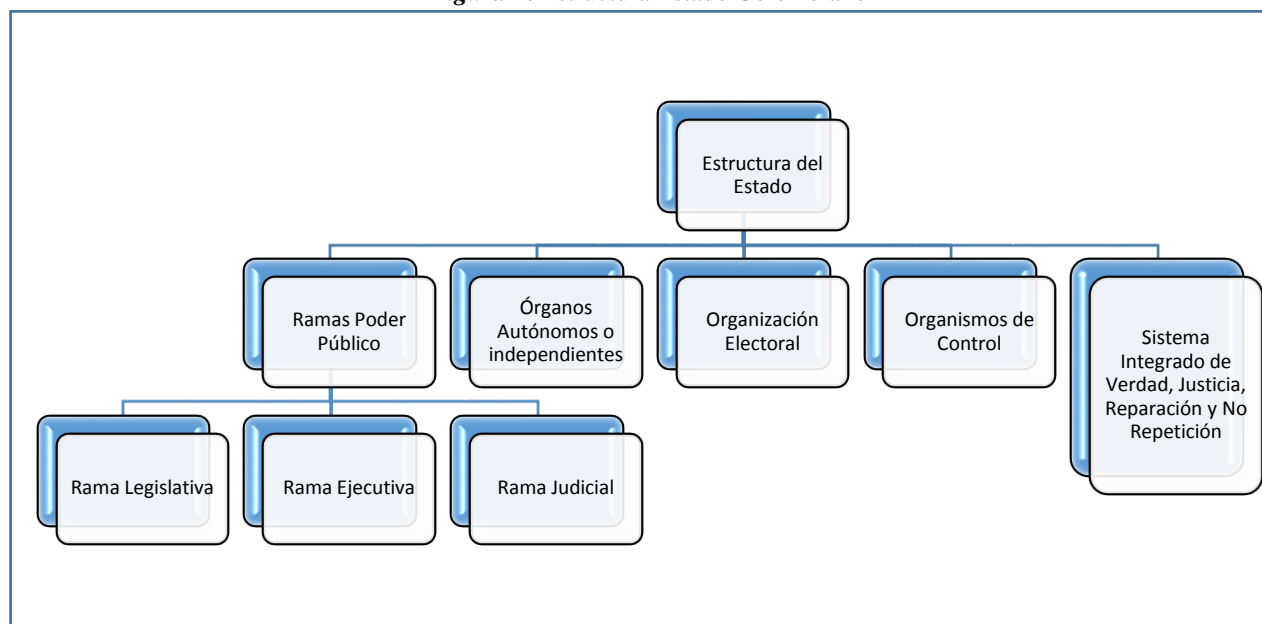 Estructura del
Estado
Ramas Poder
Público
Órganos
Autónomos o
independientes
Organización
Electoral
Organismos de
Control
Sistema
Integrado de
Verdad, Justicia,
Reparación y No
Repetición
Rama Legislativa
Rama Ejecutiva
Rama Judicial